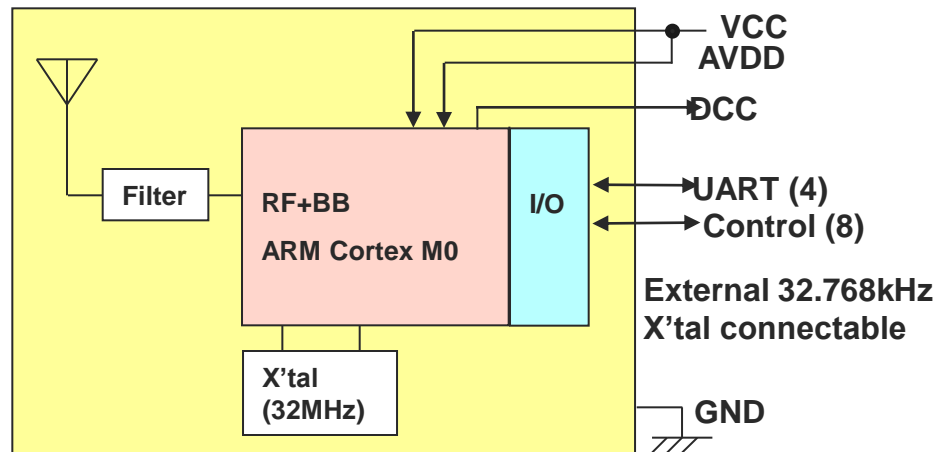 VCC
AVDD
DCC
Filter
RF+BB
ARM Cortex M0
I/O
UART (4)
Control (8)
External 32.768kHz
X'tal connectable
X’tal
(32MHz)
GND